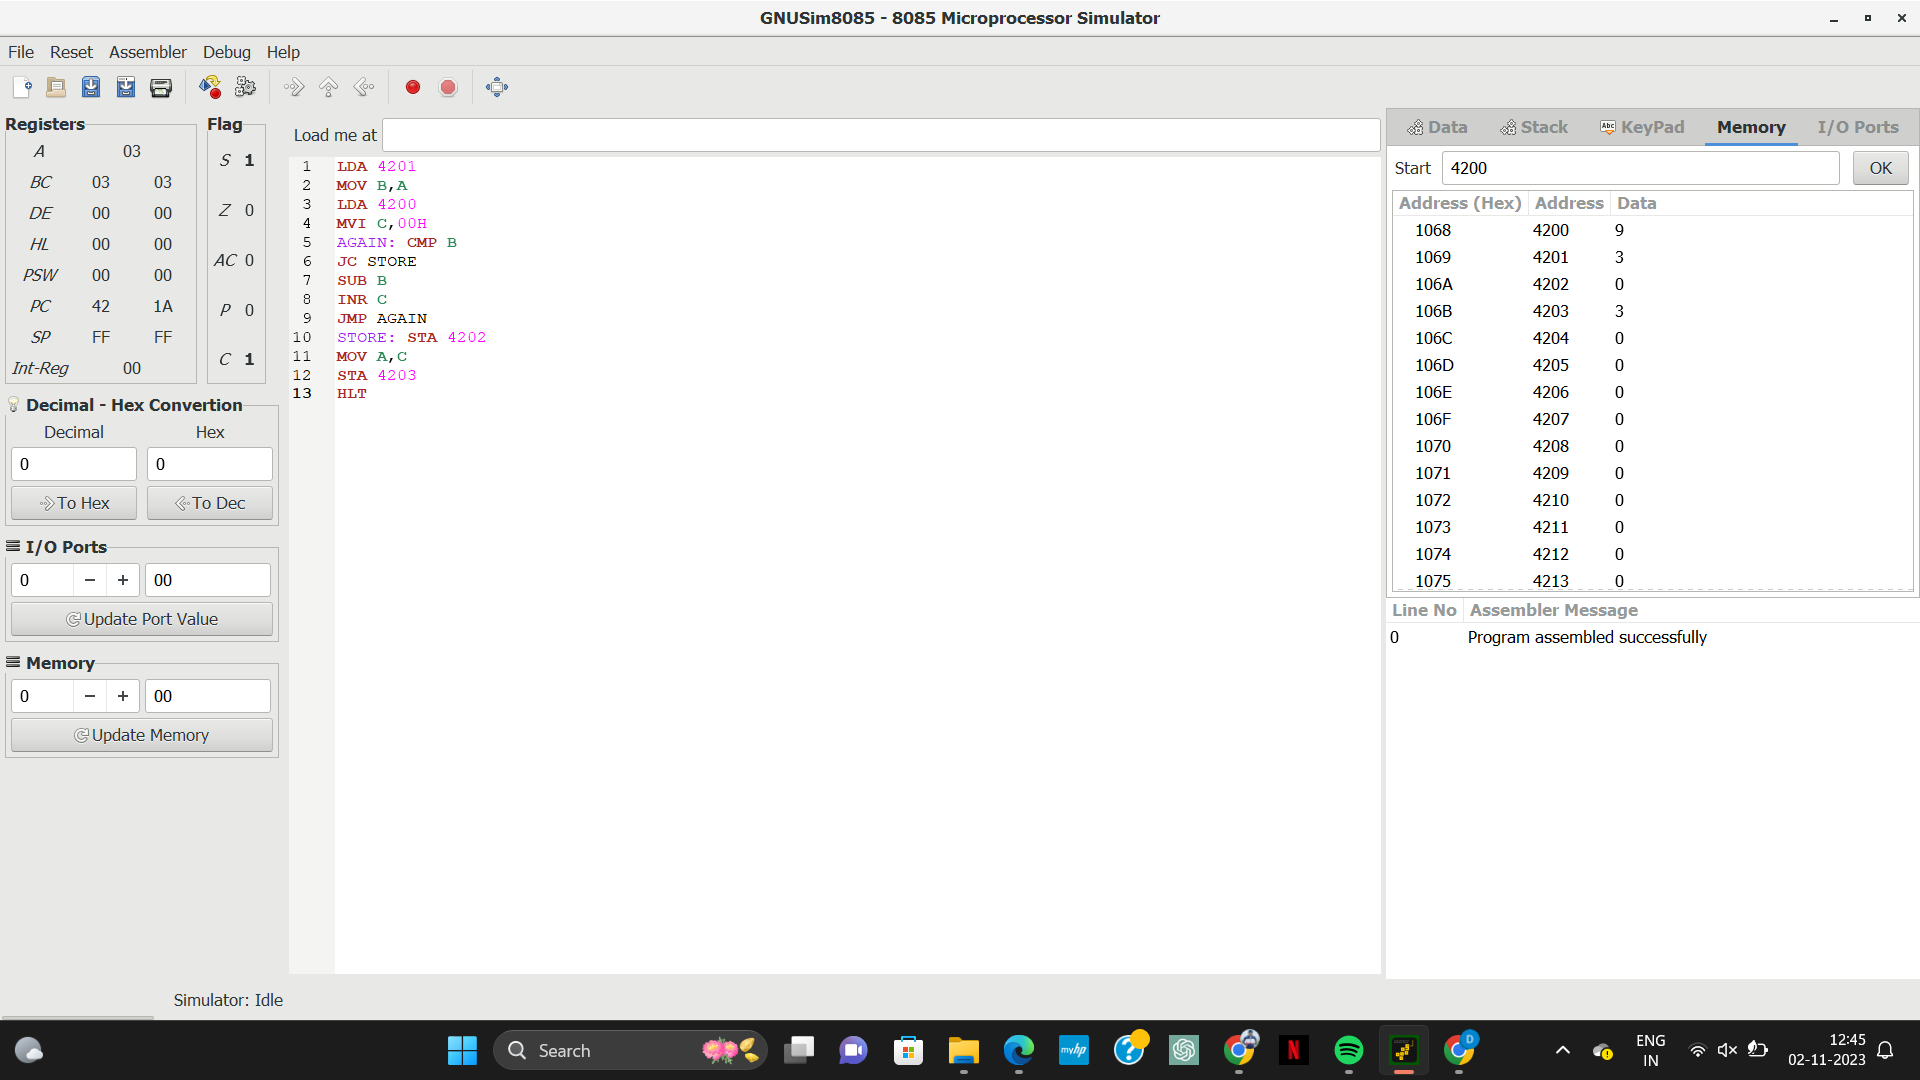 GNUSim8085 - 8085 Microprocessor Simulator
File Reset Assembler Debug Help
Registers
A 03
BC 03 03
DE 00 00
HL 00 00
PSW 00 00
PC 42 1A
SP FF FF
Int-Reg 00
Flag
S 1
Z 0
AC 0
P 0
C 1
Decimal - Hex Convertion
Decimal Hex
0 0
To Hex To Dec
I/O Ports
0 − + 00
Update Port Value
Memory
0 − + 00
Update Memory
Load me at
1 LDA 4201
2 MOV B,A
3 LDA 4200
4 MVI C,00H
5 AGAIN: CMP B
6 JC STORE
7 SUB B
8 INR C
9 JMP AGAIN
10 STORE: STA 4202
11 MOV A,C
12 STA 4203
13 HLT
Data Stack Abc KeyPad Memory I/O Ports
Start 4200 OK
Address (Hex) Address Data
1068 4200 9
1069 4201 3
106A 4202 0
106B 4203 3
106C 4204 0
106D 4205 0
106E 4206 0
106F 4207 0
1070 4208 0
1071 4209 0
1072 4210 0
1073 4211 0
1074 4212 0
1075 4213 0
Line No Assembler Message
0 Program assembled successfully
Simulator: Idle
Search
myhp
N
D
ENG
IN
12:45
02-11-2023